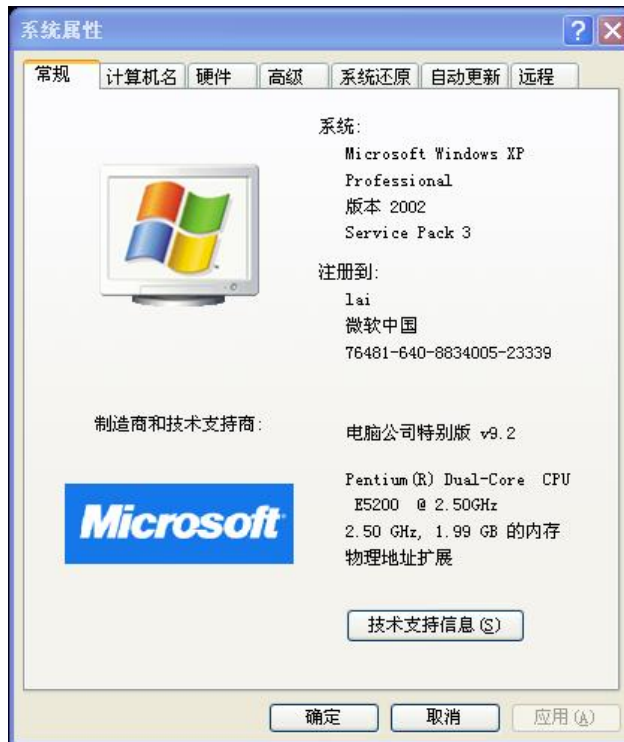 系统属性
常规 计算机名 硬件 高级 系统还原 自动更新 远程
系统:
Microsoft Windows XP
Professional
版本 2002
Service Pack 3
注册到:
lai
微软中国
76481-640-8834005-23339
制造商和技术支持商:
电脑公司特别版 v9.2
Microsoft
Pentium(R) Dual-Core CPU
E5200 @ 2.50GHz
2.50 GHz, 1.99 GB 的内存
物理地址扩展
技术支持信息(S)
确定 取消 应用(A)